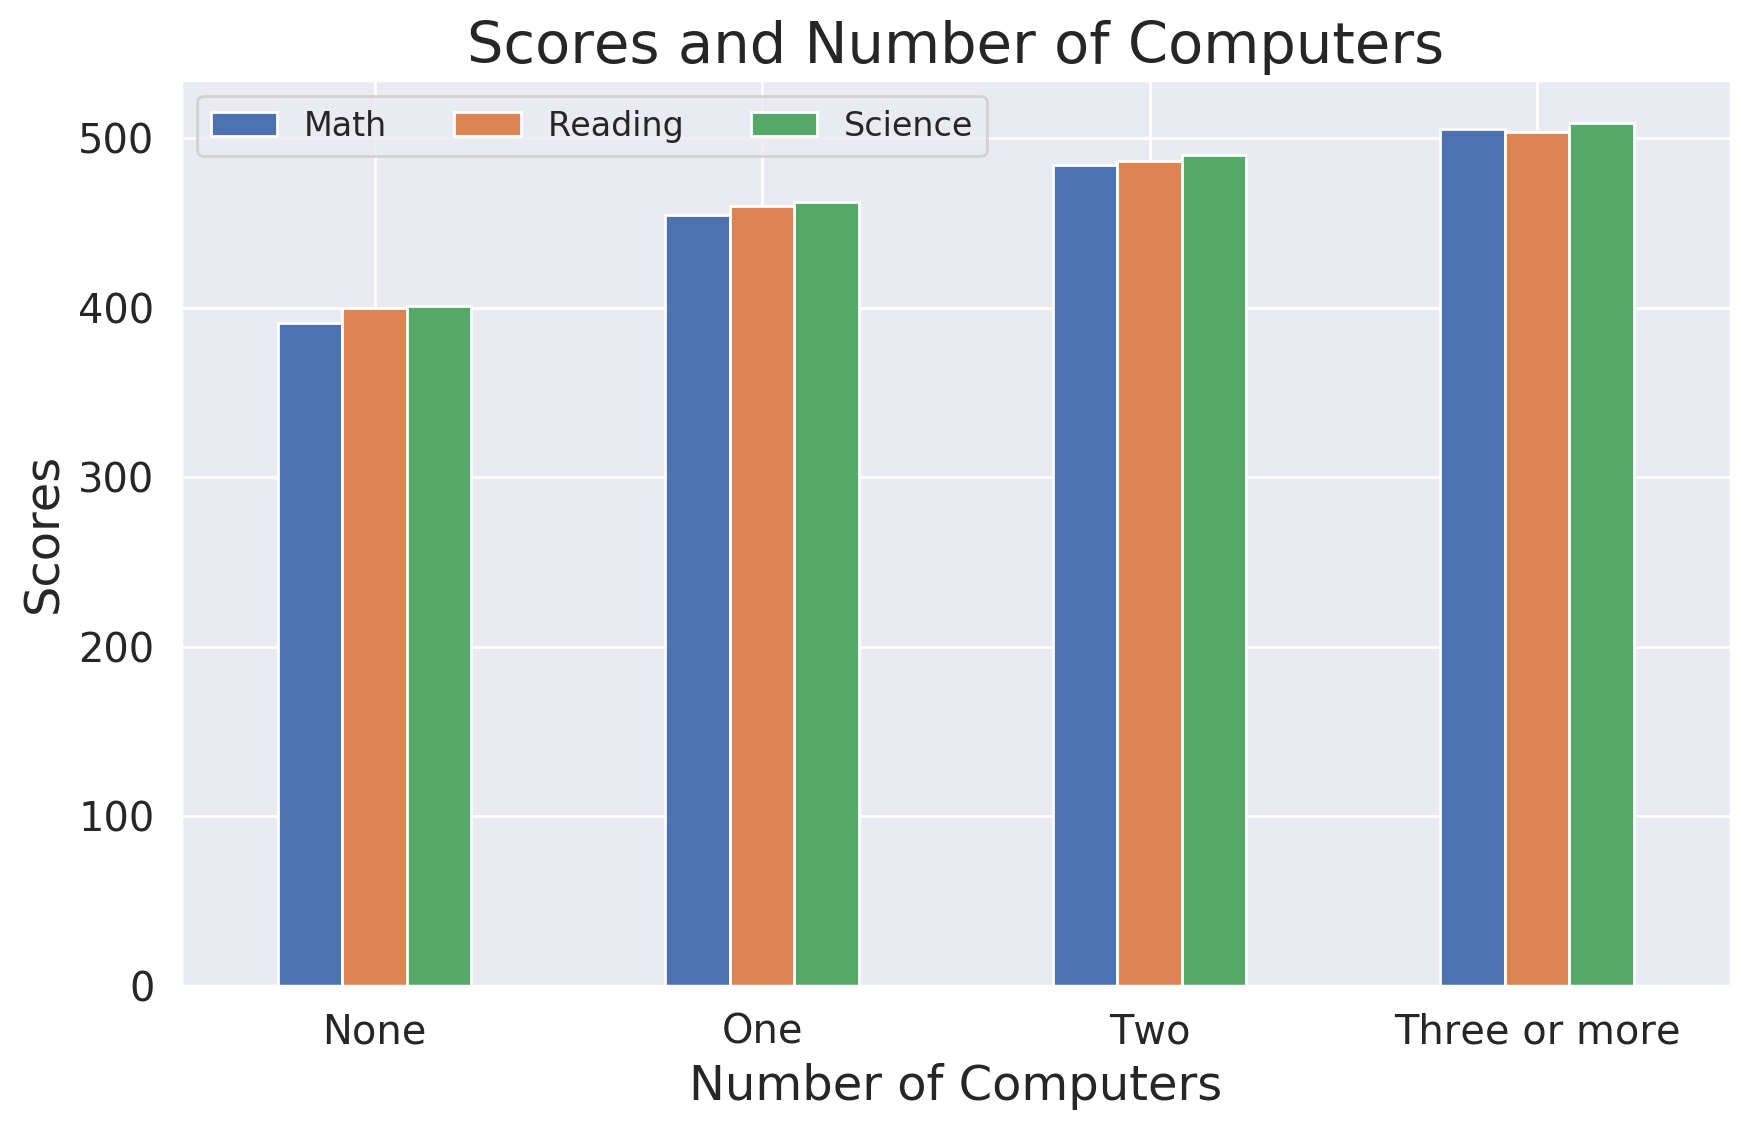 Scores and Number of Computers
Math Reading Science
500
400
300
200
100
0
Scores
None One Two Three or more
Number of Computers